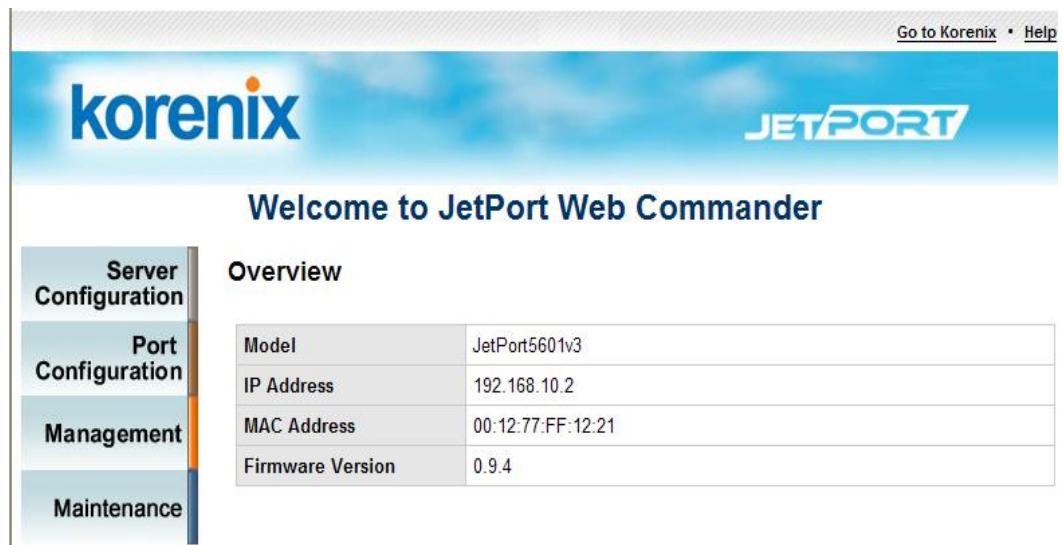 Go to Korenix • Help
korenix
JETPORT
Welcome to JetPort Web Commander
Server
Configuration
Port
Configuration
Management
Maintenance
Overview
Model JetPort5601v3
IP Address 192.168.10.2
MAC Address 00:12:77:FF:12:21
Firmware Version 0.9.4